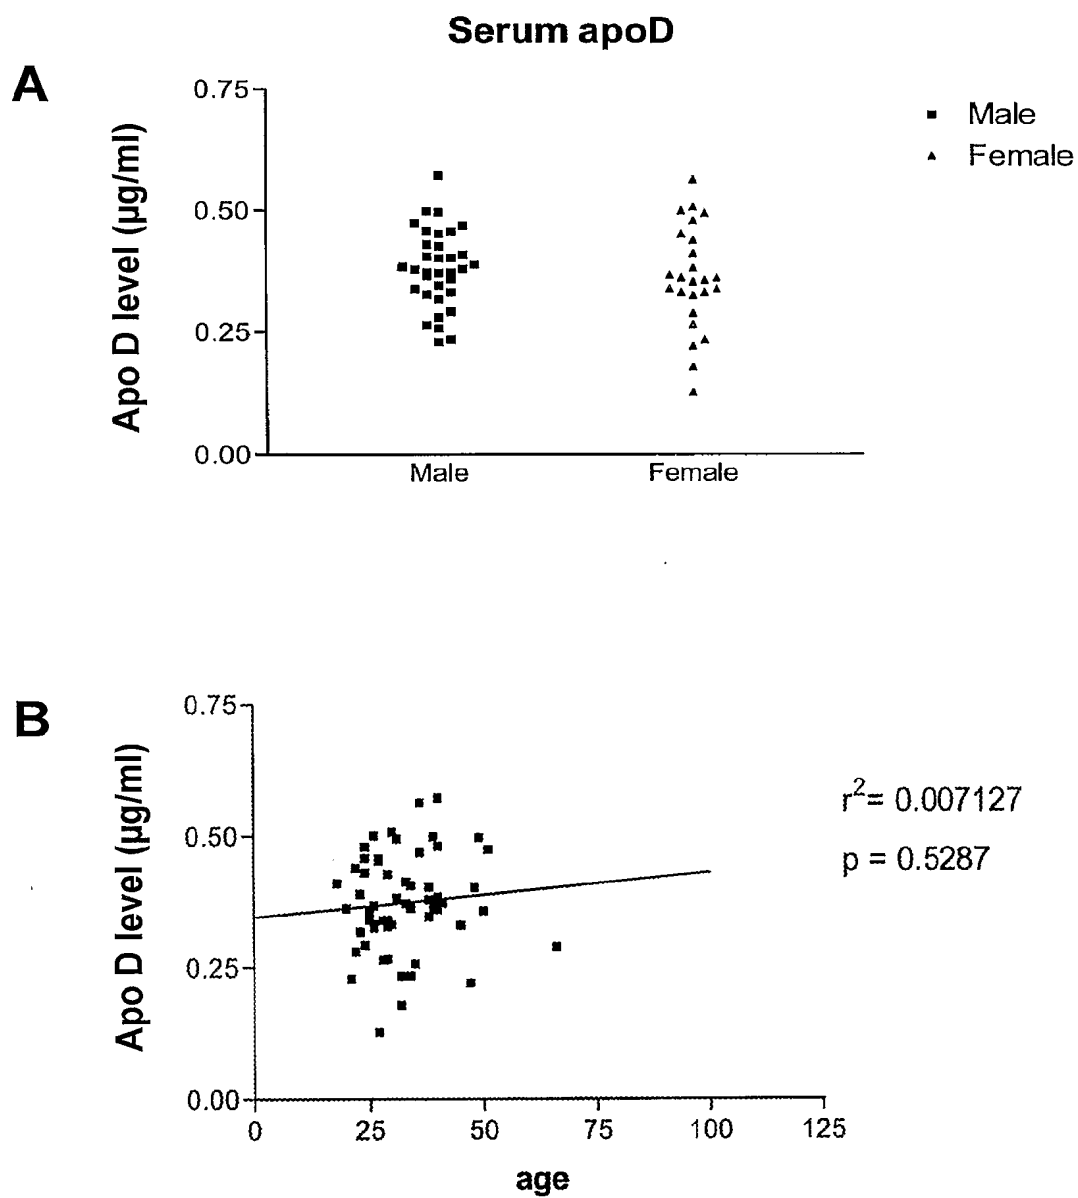 Serum apoD
A
0.75
0.50
0.25
0.00
Apo D level (µg/ml)
Male
Female
Male
Female
B
0.75
0.50
0.25
0.00
Apo D level (µg/ml)
0 25 50 75 100 125
age
r²= 0.007127
p = 0.5287